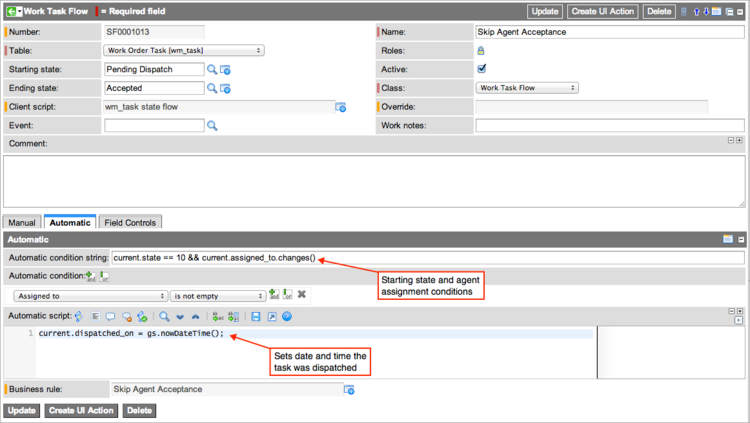 Work Task Flow = Required field Update Create UI Action Delete
Number: SF0001013 Name: Skip Agent Acceptance
Table: Work Order Task [wm_task] Roles:
Starting state: Pending Dispatch Active:
Ending state: Accepted Class: Work Task Flow
Client script: wm_task state flow Override:
Event: Work notes:
Comment:
Manual Automatic Field Controls
Automatic
Automatic condition string: current.state == 10 && current.assigned_to.changes()
Automatic condition: and or
Starting state and agent
assignment conditions
Assigned to is not empty and or
Automatic script:
1 current.dispatched_on = gs.nowDateTime();
Sets date and time the
task was dispatched
Business rule: Skip Agent Acceptance
Update Create UI Action Delete